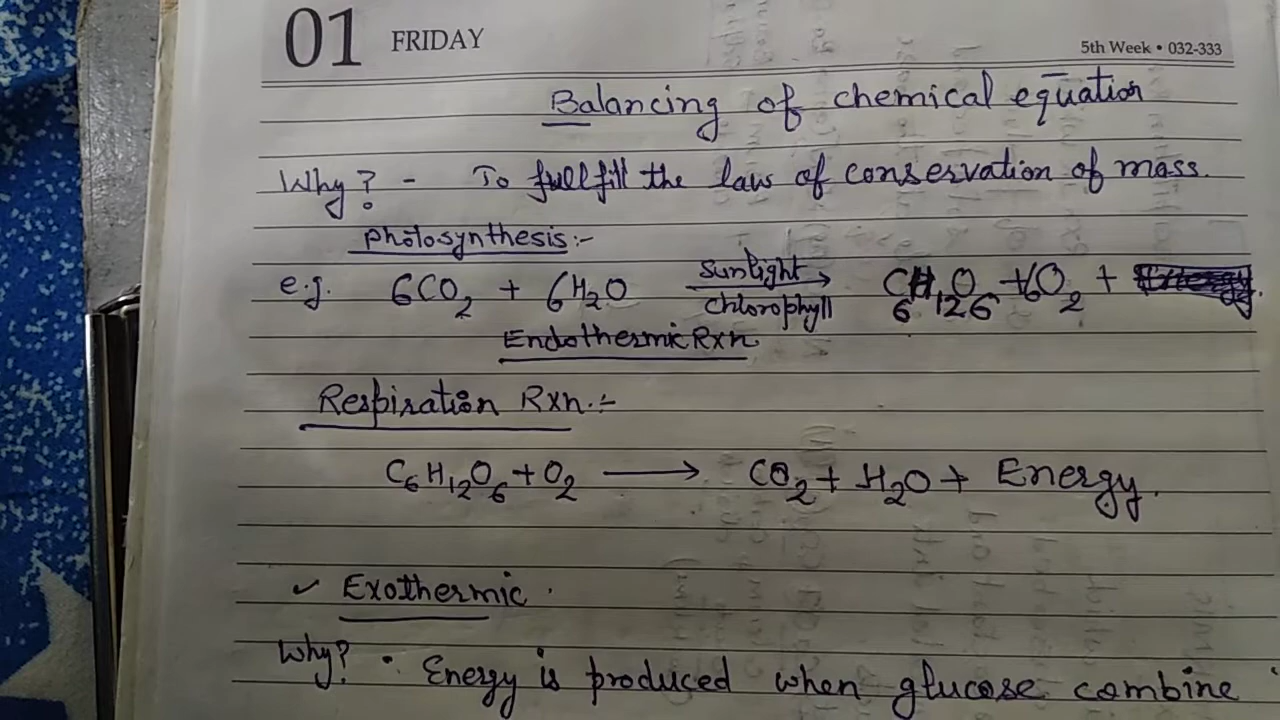 01 FRIDAY 5th Week • 032-333
Balancing of chemical equation
Why? - To fullfill the law of conservation of mass.
Photosynthesis:-
e.g. 6CO₂ + 6H₂O sunlight → Chlorophyll C₆H₁₂O₆ + 6O₂ +
Endothermic Rxn
Respiration Rxn.:-
C₆H₁₂O₆ + O₂ ⟶ CO₂ + H₂O + Energy.
✓ Exothermic.
Why? • Energy is produced when glucose combine